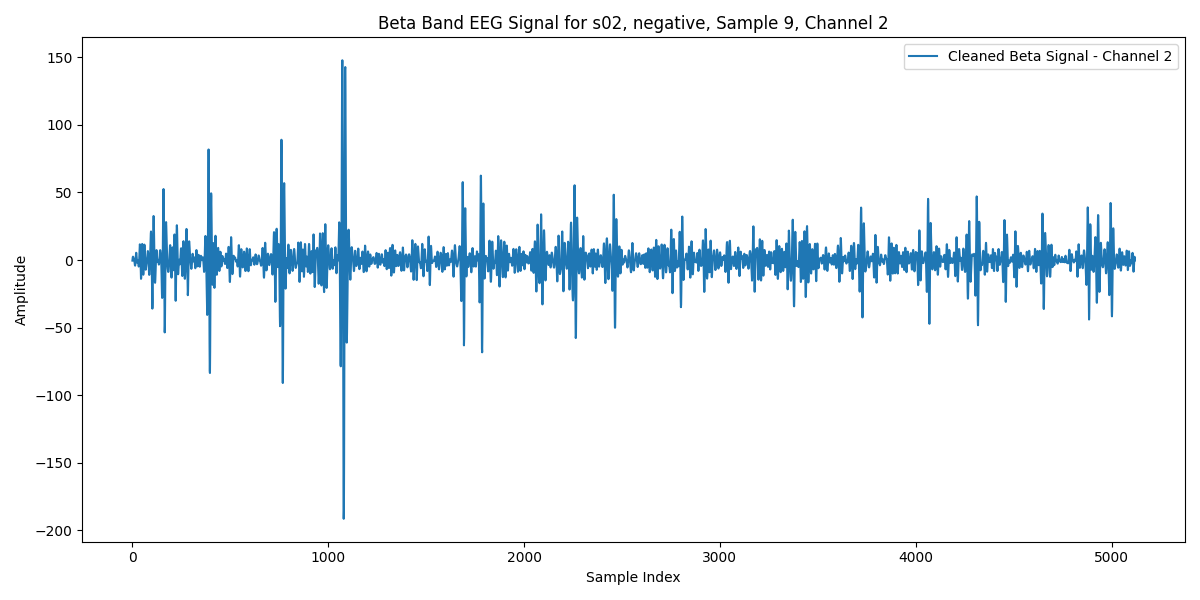 Beta Band EEG Signal for s02, negative, Sample 9, Channel 2
Cleaned Beta Signal - Channel 2
Amplitude
150
100
50
0
−50
−100
−150
−200
0 1000 2000 3000 4000 5000
Sample Index